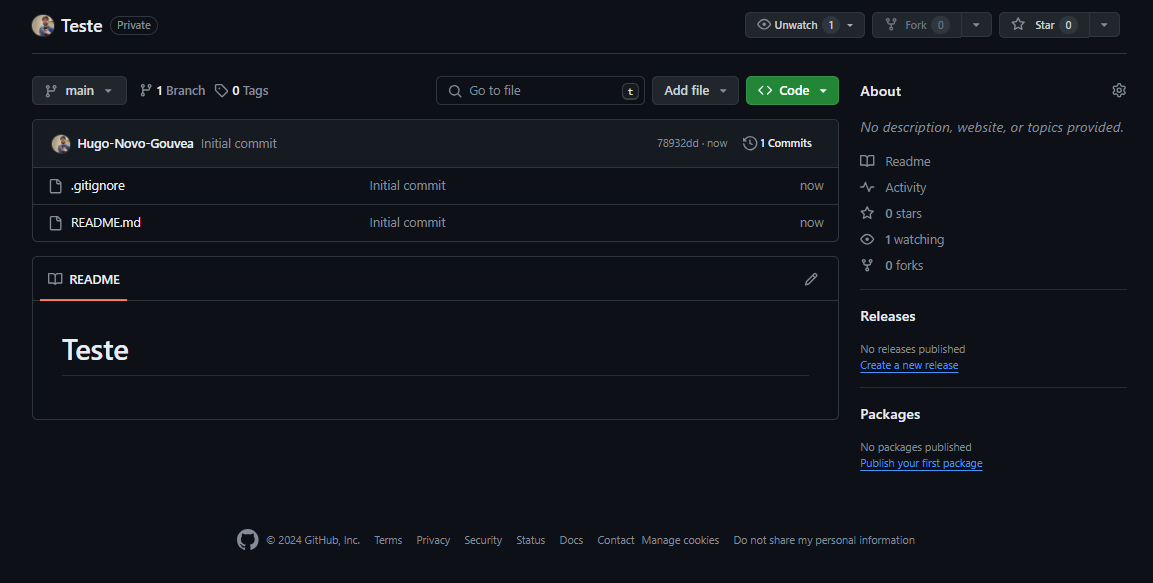 Teste Private Unwatch 1 Fork 0 Star 0
main 1 Branch 0 Tags Go to file t Add file Code
Hugo-Novo-Gouvea Initial commit 78932dd · now 1 Commits
.gitignore Initial commit now
README.md Initial commit now
README
Teste
About
No description, website, or topics provided.
Readme
Activity
0 stars
1 watching
0 forks
Releases
No releases published
Create a new release
Packages
No packages published
Publish your first package
© 2024 GitHub, Inc. Terms Privacy Security Status Docs Contact Manage cookies Do not share my personal information